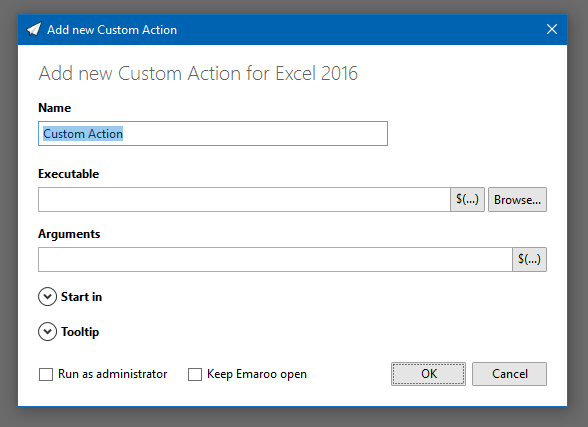 Add new Custom Action
Add new Custom Action for Excel 2016
Name
Custom Action
Executable
$(...) Browse...
Arguments
$(...)
Start in
Tooltip
Run as administrator Keep Emaroo open OK Cancel